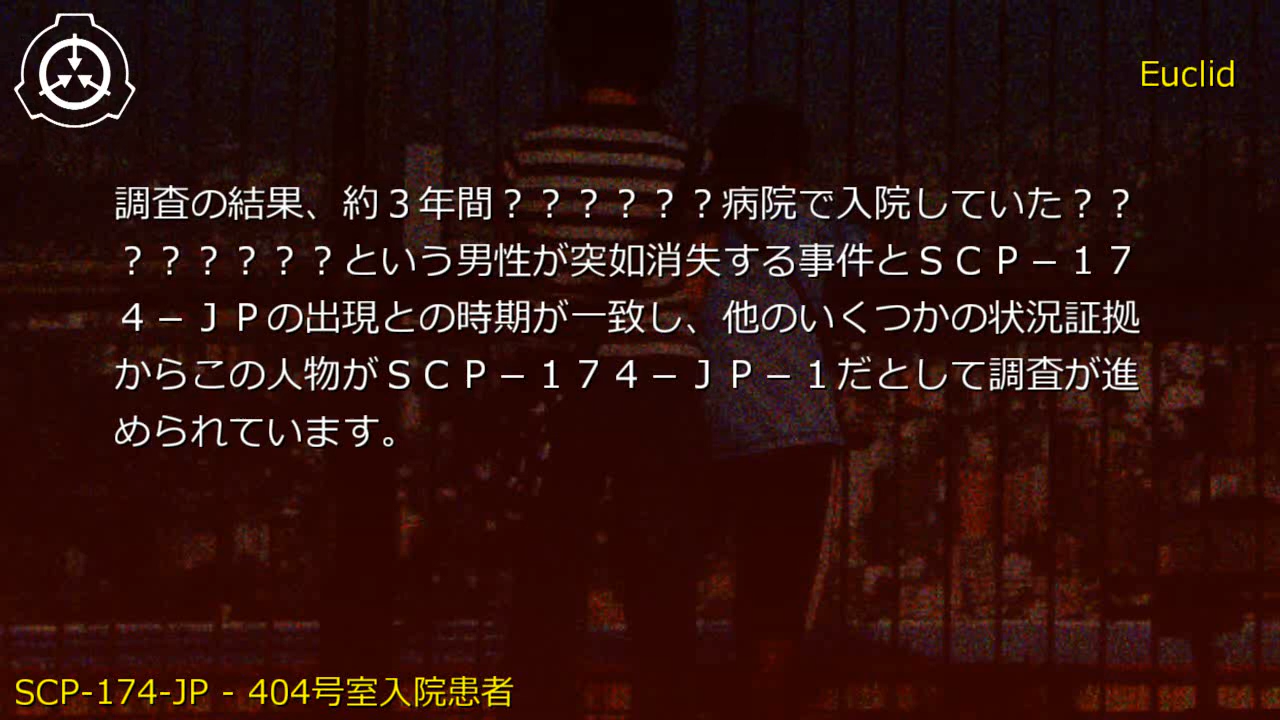 Euclid
調査の結果、約３年間？？？？？？病院で入院していた？？
？？？？？？という男性が突如消失する事件とＳＣＰ－１７
４－ＪＰの出現との時期が一致し、他のいくつかの状況証拠
からこの人物がＳＣＰ－１７４－ＪＰ－１だとして調査が進
められています。
SCP-174-JP - 404号室入院患者